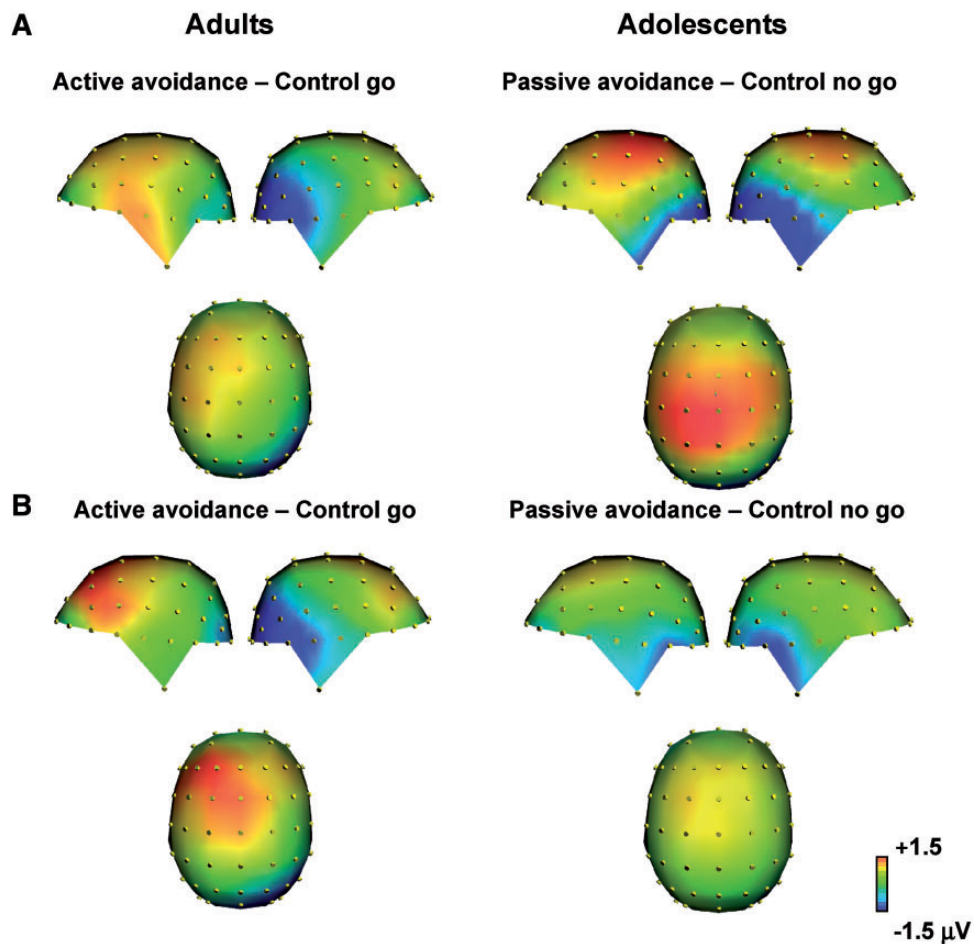 A
Adults
Adolescents
Active avoidance – Control go
Passive avoidance – Control no go
B
Active avoidance – Control go
Passive avoidance – Control no go
+1.5
-1.5 μV